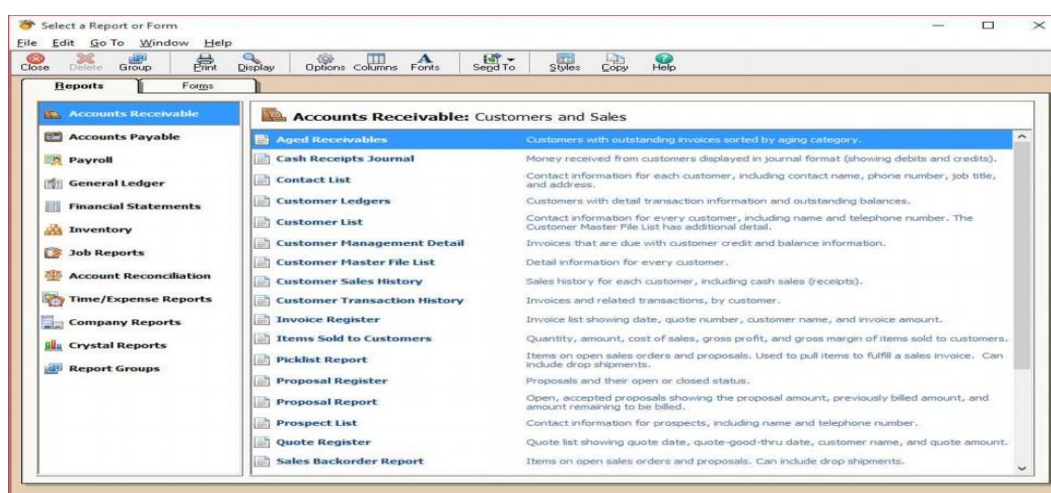 Select a Report or Form
File Edit Go To Window Help
Close Delete Group Print Display Options Columns Fonts Send To Styles Copy Help
Reports Forms
Accounts Receivable
Accounts Payable
Payroll
General Ledger
Financial Statements
Inventory
Job Reports
Account Reconciliation
Time/Expense Reports
Company Reports
Crystal Reports
Report Groups
Accounts Receivable: Customers and Sales
Aged Receivables Customers with outstanding invoices sorted by aging category.
Cash Receipts Journal Money received from customers displayed in journal format (showing debits and credits).
Contact List Contact information for each customer, including contact name, phone number, job title,
and address.
Customer Ledgers Customers with detail transaction information and outstanding balances.
Customer List Contact information for every customer, including name and telephone number. The
Customer Master File List has additional detail.
Customer Management Detail Invoices that are due with customer credit and balance information.
Customer Master File List Detail information for every customer.
Customer Sales History Sales history for each customer, including cash sales (receipts).
Customer Transaction History Invoices and related transactions, by customer.
Invoice Register Invoice list showing date, quote number, customer name, and invoice amount.
Items Sold to Customers Quantity, amount, cost of sales, gross profit, and gross margin of items sold to customers.
Picklist Report Items on open sales orders and proposals. Used to pull items to fulfill a sales invoice. Can
include drop shipments.
Proposal Register Proposals and their open or closed status.
Proposal Report Open, accepted proposals showing the proposal amount, previously billed amount, and
amount remaining to be billed.
Prospect List Contact information for prospects, including name and telephone number.
Quote Register Quote list showing quote date, quote-good-thru date, customer name, and quote amount.
Sales Backorder Report Items on open sales orders and proposals. Can include drop shipments.